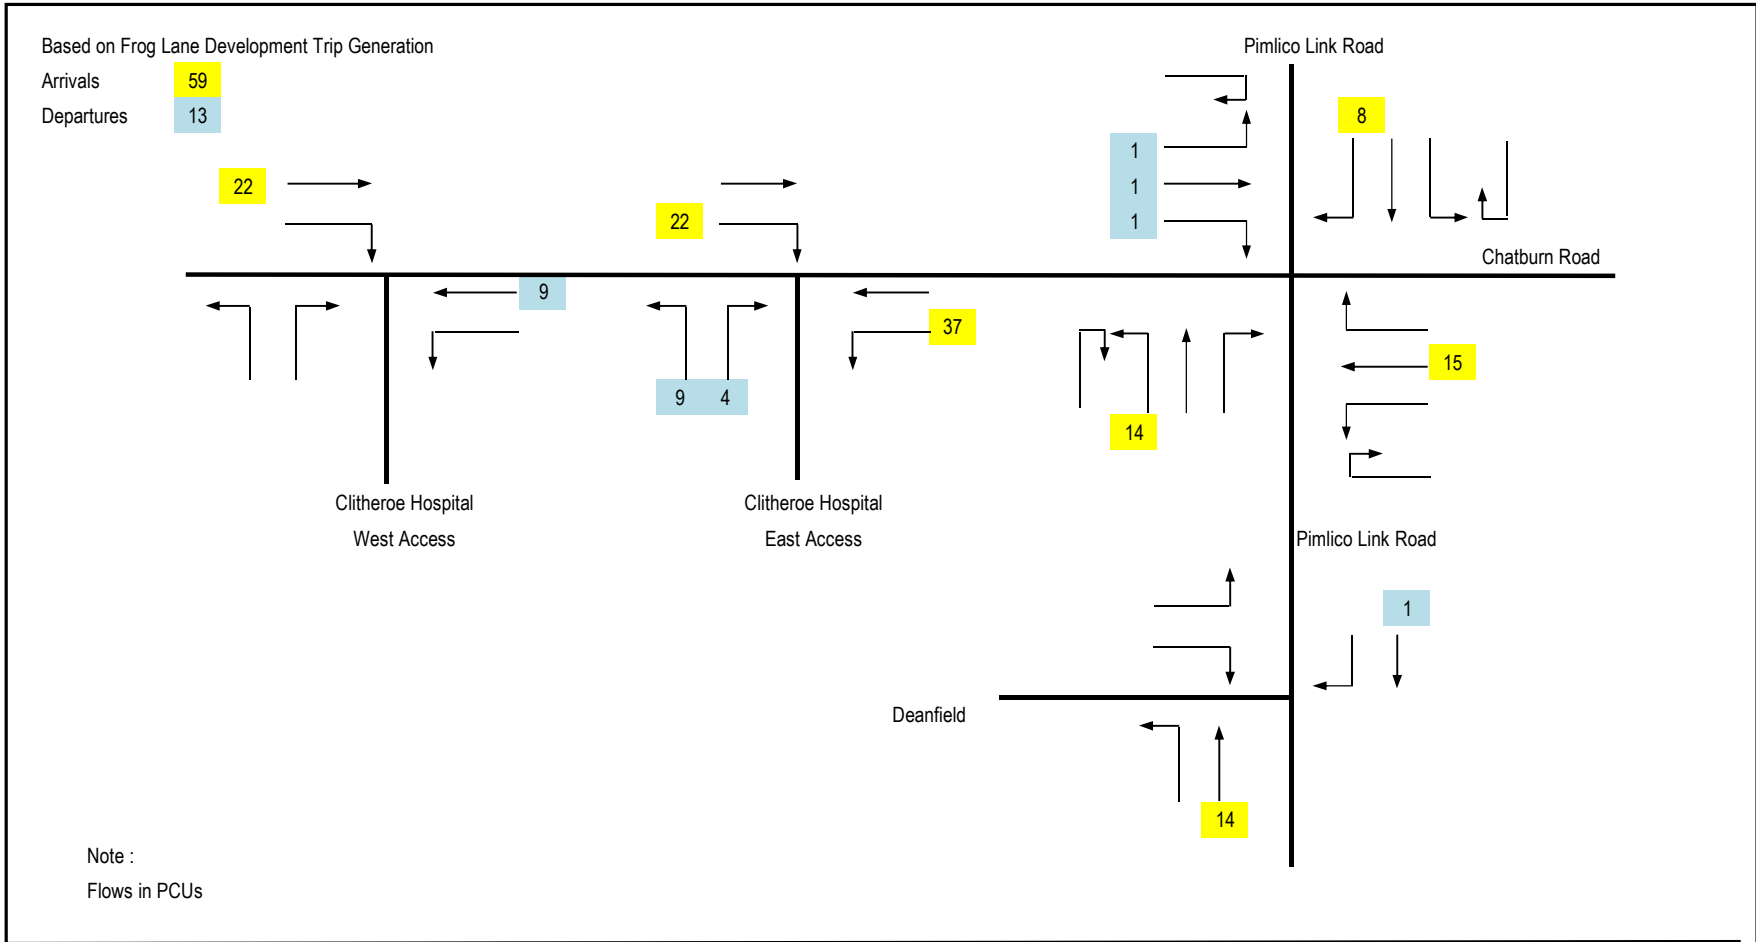 Based on Frog Lane Development Trip Generation
Pimlico Link Road
Arrivals 59
Departures 13
8
1
22
1
22
1
Chatburn Road
9
37
15
9 4
14
Clitheroe Hospital
West Access
Clitheroe Hospital
East Access
Pimlico Link Road
1
Deanfield
14
Note :
Flows in PCUs